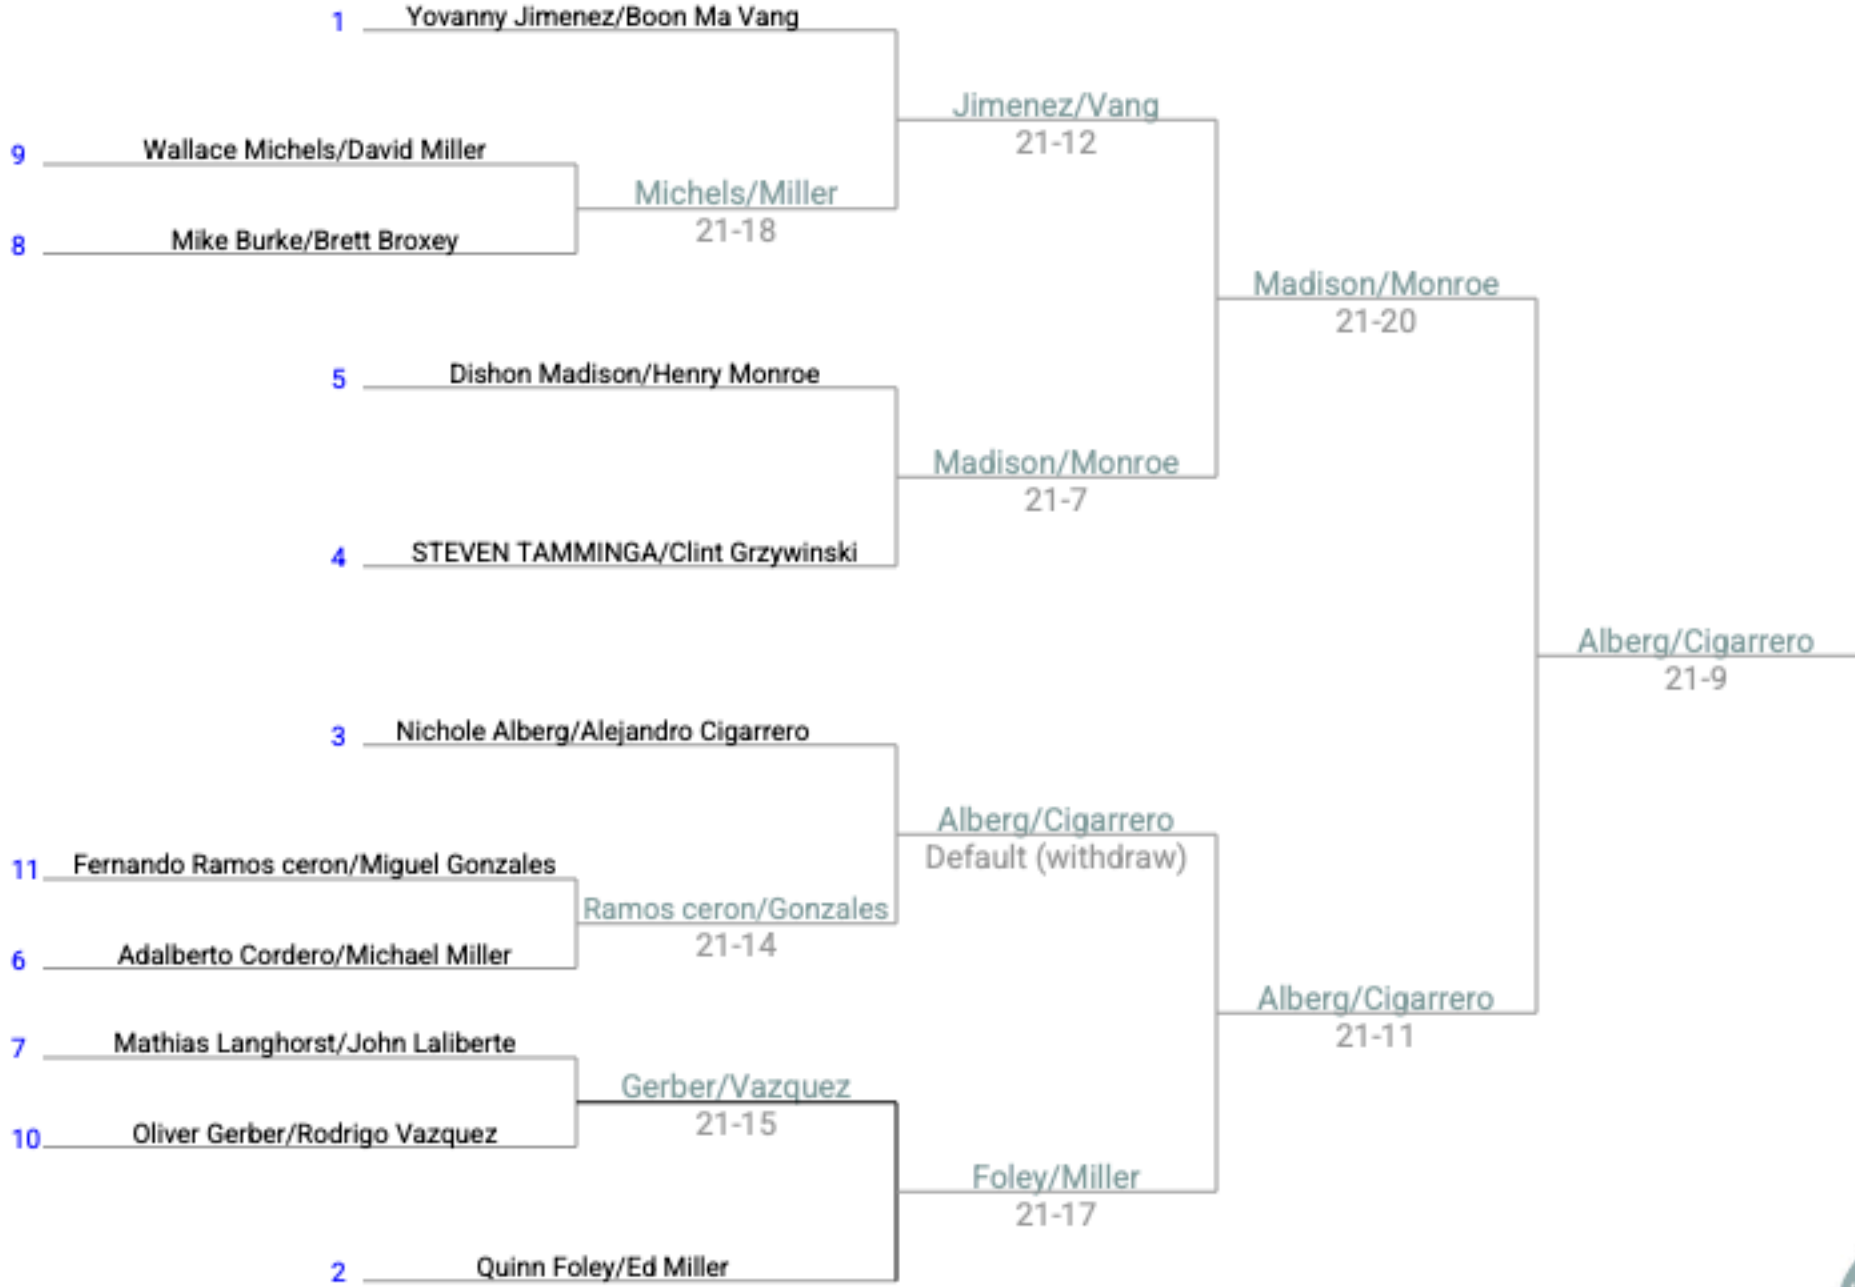 1 Yovanny Jimenez/Boon Ma Vang
Jimenez/Vang
21-12
9 Wallace Michels/David Miller
Michels/Miller
21-18
8 Mike Burke/Brett Broxey
Madison/Monroe
21-20
5 Dishon Madison/Henry Monroe
Madison/Monroe
21-7
4 STEVEN TAMMINGA/Clint Grzywinski
Alberg/Cigarrero
21-9
3 Nichole Alberg/Alejandro Cigarrero
Alberg/Cigarrero
Default (withdraw)
11 Fernando Ramos ceron/Miguel Gonzales
Ramos ceron/Gonzales
21-14
6 Adalberto Cordero/Michael Miller
Alberg/Cigarrero
21-11
7 Mathias Langhorst/John Laliberte
Gerber/Vazquez
21-15
10 Oliver Gerber/Rodrigo Vazquez
Foley/Miller
21-17
2 Quinn Foley/Ed Miller